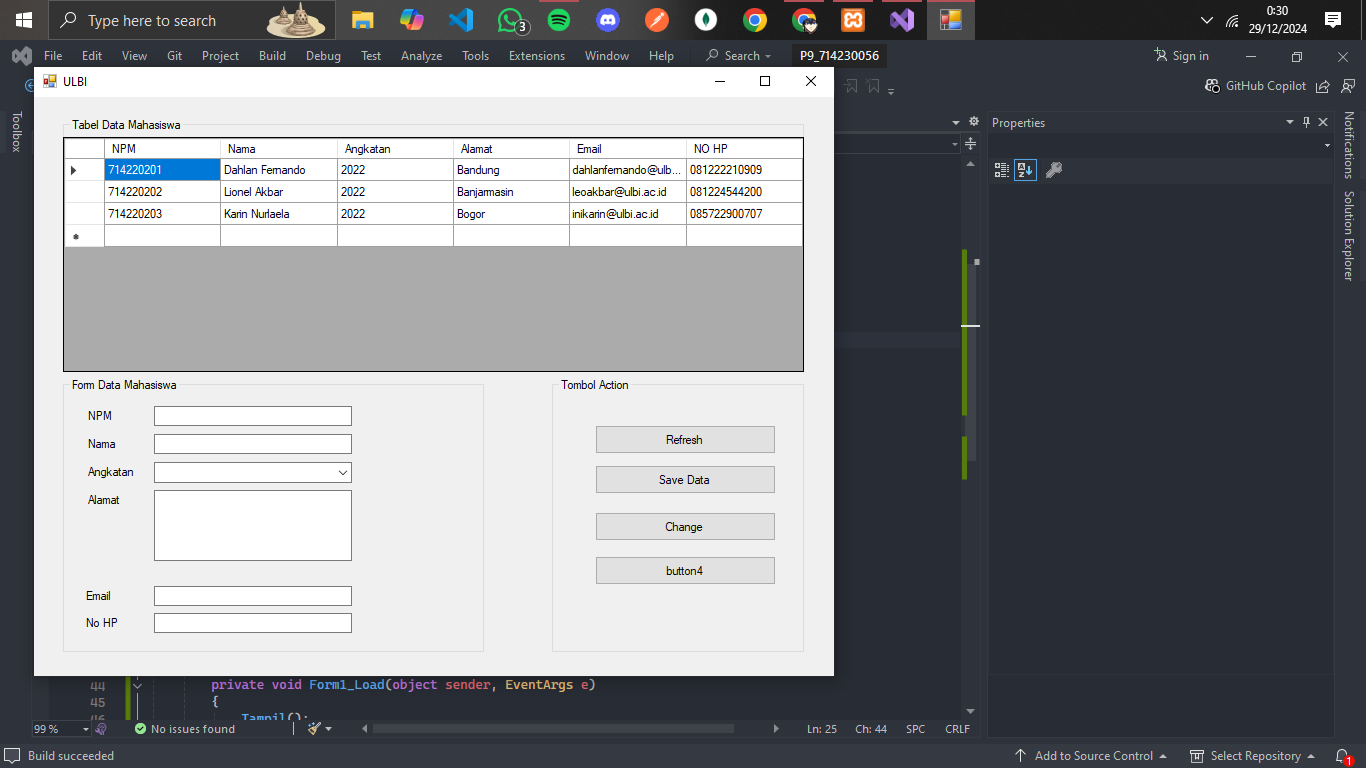 Type here to search
3
0:30
29/12/2024
File Edit View Git Project Build Debug Test Analyze Tools Extensions Window Help Search P9_714230056 Sign in
ULBI
GitHub Copilot
Toolbox
Tabel Data Mahasiswa
NPM Nama Angkatan Alamat Email NO HP
714220201 Dahlan Fernando 2022 Bandung dahlanfernando@ulb... 081222210909
714220202 Lionel Akbar 2022 Banjarmasin leoakbar@ulbi.ac.id 081224544200
714220203 Karin Nurlaela 2022 Bogor inikarin@ulbi.ac.id 085722900707
Form Data Mahasiswa
NPM
Nama
Angkatan
Alamat
Email
No HP
Tombol Action
Refresh
Save Data
Change
button4
Properties
Notifications
Solution Explorer
44 private void Form1_Load(object sender, EventArgs e)
45 {
46 Tampil();
99 % No issues found Ln: 25 Ch: 44 SPC CRLF
Build succeeded Add to Source Control Select Repository 1